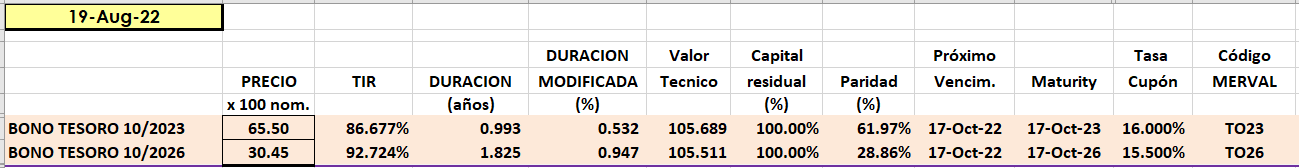 19-Aug-22
DURACION Valor Capital Próximo Tasa Código
PRECIO TIR DURACION MODIFICADA Tecnico residual Paridad Vencim. Maturity Cupón MERVAL
x 100 nom. (años) (%) (%) (%)
BONO TESORO 10/2023 65.50 86.677% 0.993 0.532 105.689 100.00% 61.97% 17-Oct-22 17-Oct-23 16.000% TO23
BONO TESORO 10/2026 30.45 92.724% 1.825 0.947 105.511 100.00% 28.86% 17-Oct-22 17-Oct-26 15.500% TO26